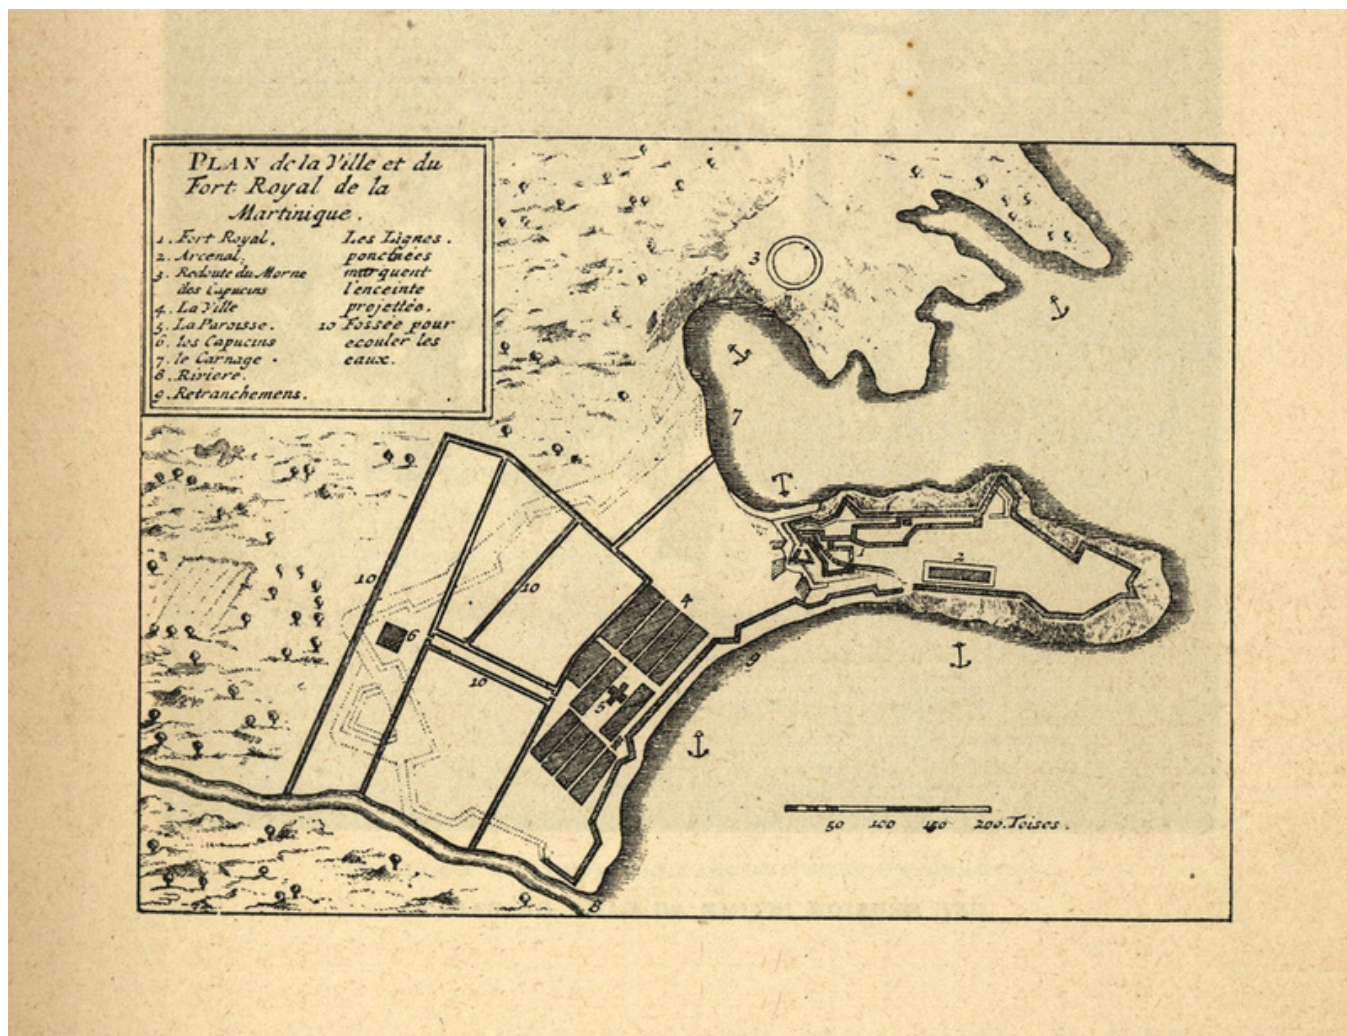 PLAN de la Ville et du
Fort Royal de la
Martinique.
1. Fort Royal.
2. Arcenal.
3. Redoute du Morne
des Capucins
4. La Ville
5. La Paroisse.
6. les Capucins
7. le Carnage.
8. Riviere.
9. Retranchemens.
Les Lignes.
ponctuées
marquent
l'enceinte
projettée.
10 Fossée pour
ecouler les
eaux.
3
7
1
2
10
10
4
6
10
5
9
50 100 150 200. Toises.
8